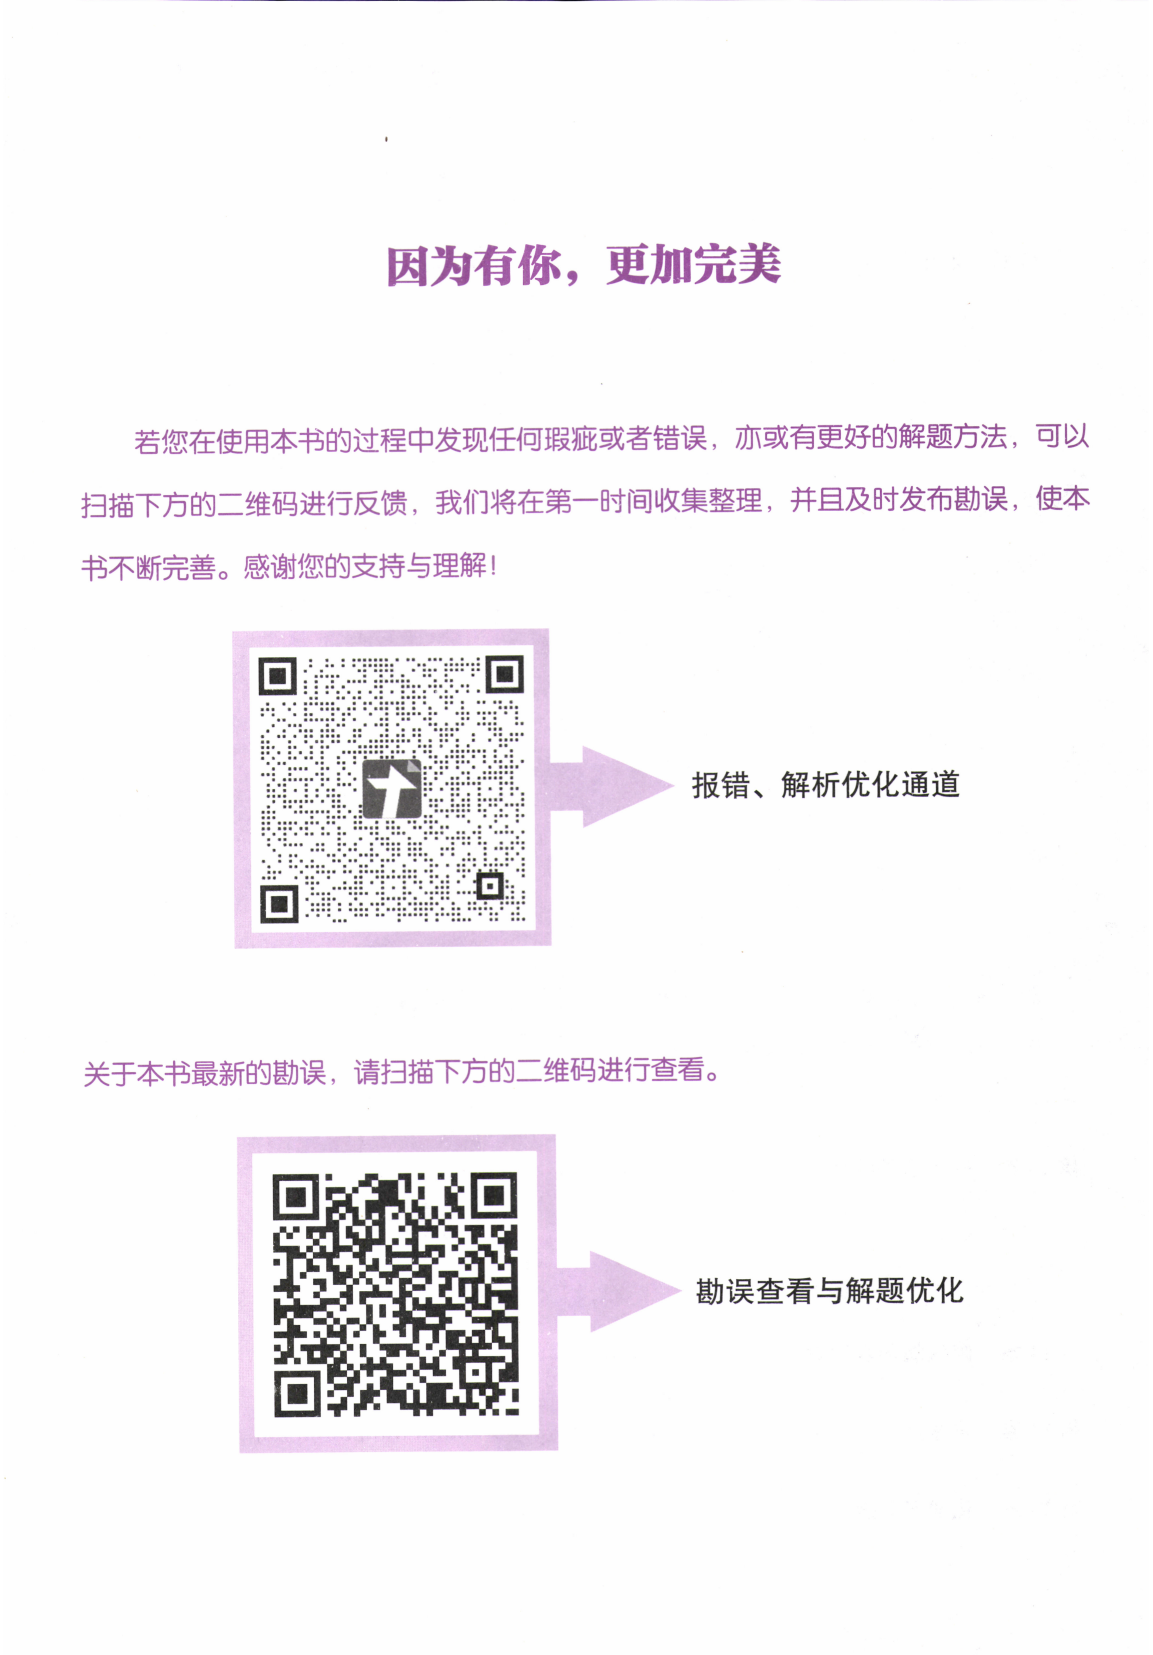 因为有你，更加完美
若您在使用本书的过程中发现任何瑕疵或者错误，亦或有更好的解题方法，可以
扫描下方的二维码进行反馈，我们将在第一时间收集整理，并且及时发布勘误，使本
书不断完善。感谢您的支持与理解！
报错、解析优化通道
关于本书最新的勘误，请扫描下方的二维码进行查看。
勘误查看与解题优化